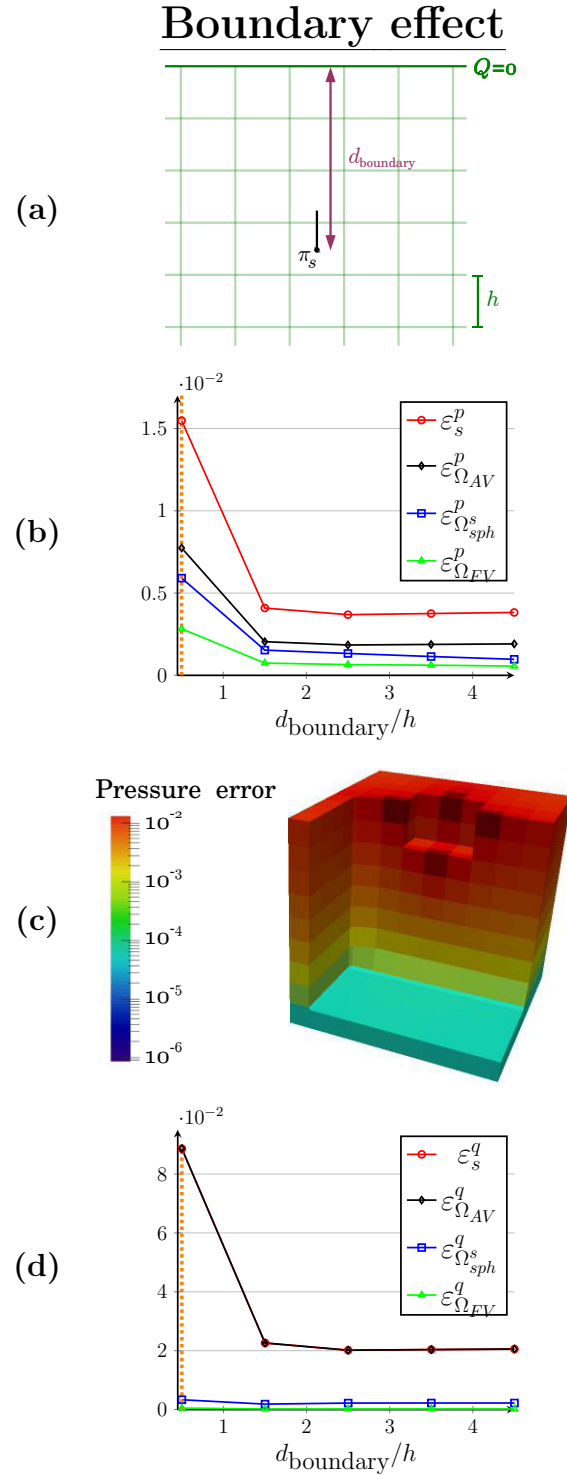 Boundary effect
Q=0
d_boundary
(a)
π_s
h
·10⁻²
1.5
1
0.5
0
ε^p_s
ε^p_Ω_AV
ε^p_Ω^s_sph
ε^p_Ω_FV
(b)
1 2 3 4
d_boundary/h
Pressure error
10⁻²
10⁻³
10⁻⁴
10⁻⁵
10⁻⁶
(c)
·10⁻²
8
6
4
2
0
ε^q_s
ε^q_Ω_AV
ε^q_Ω^s_sph
ε^q_Ω_FV
(d)
1 2 3 4
d_boundary/h